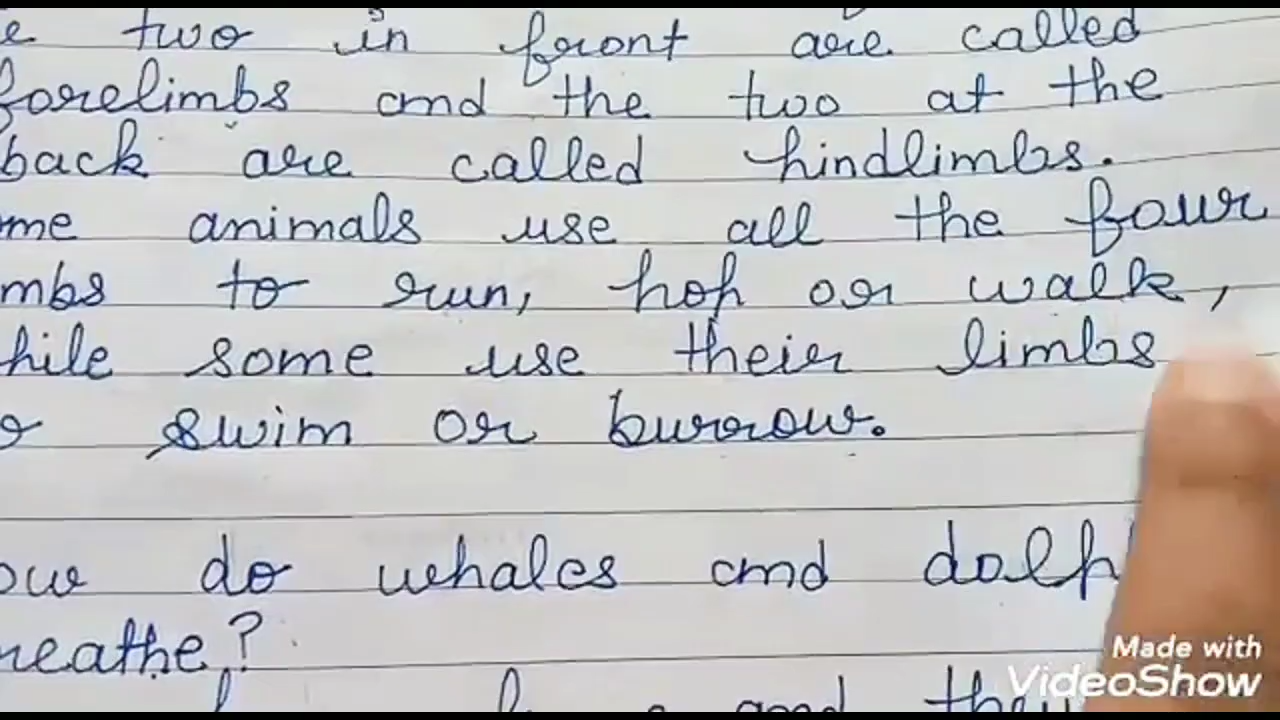 e two in front are called
forelimbs and the two at the
back are called hindlimbs.
me animals use all the four
mbs to run, hop or walk,
hile some use their limbs
o swim or burrow.
ow do whales and dolph
reathe?
and
Made with
VideoShow